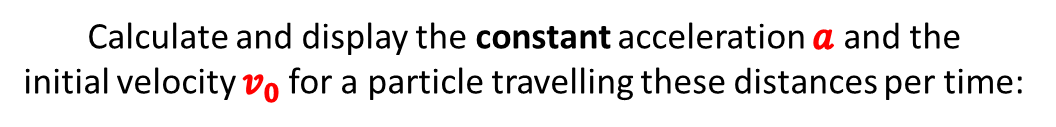 Calculate and display the constant acceleration a and the
initial velocity v₀ for a particle travelling these distances per time: